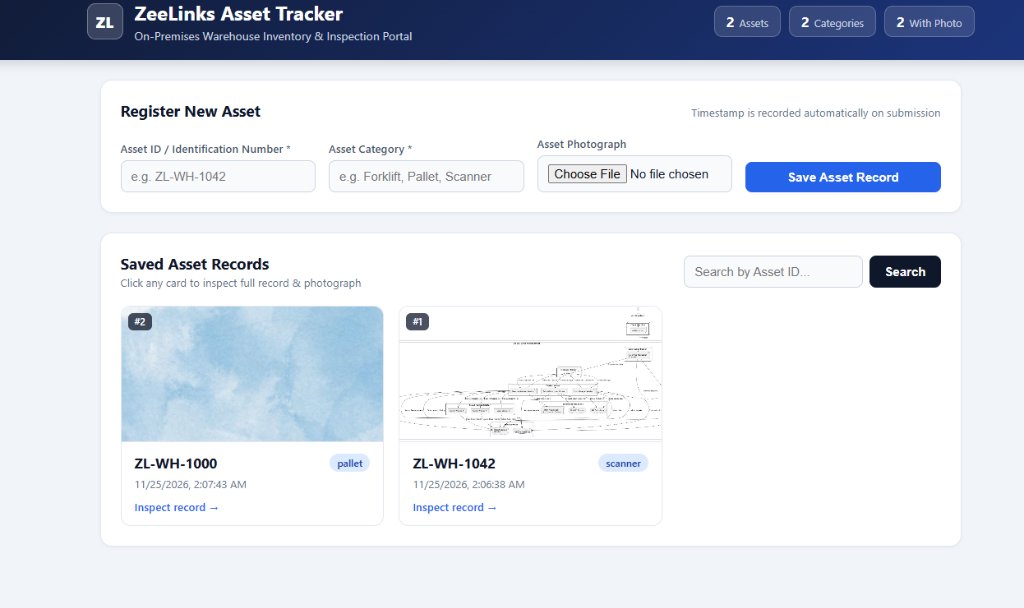 ZL
ZeeLinks Asset Tracker
On-Premises Warehouse Inventory & Inspection Portal
2 Assets
2 Categories
2 With Photo
Register New Asset
Timestamp is recorded automatically on submission
Asset ID / Identification Number *
e.g. ZL-WH-1042
Asset Category *
e.g. Forklift, Pallet, Scanner
Asset Photograph
Choose File No file chosen
Save Asset Record
Saved Asset Records
Click any card to inspect full record & photograph
Search by Asset ID...
Search
#2
ZL-WH-1000
pallet
11/25/2026, 2:07:43 AM
Inspect record →
#1
ZL-WH-1042
scanner
11/25/2026, 2:06:38 AM
Inspect record →